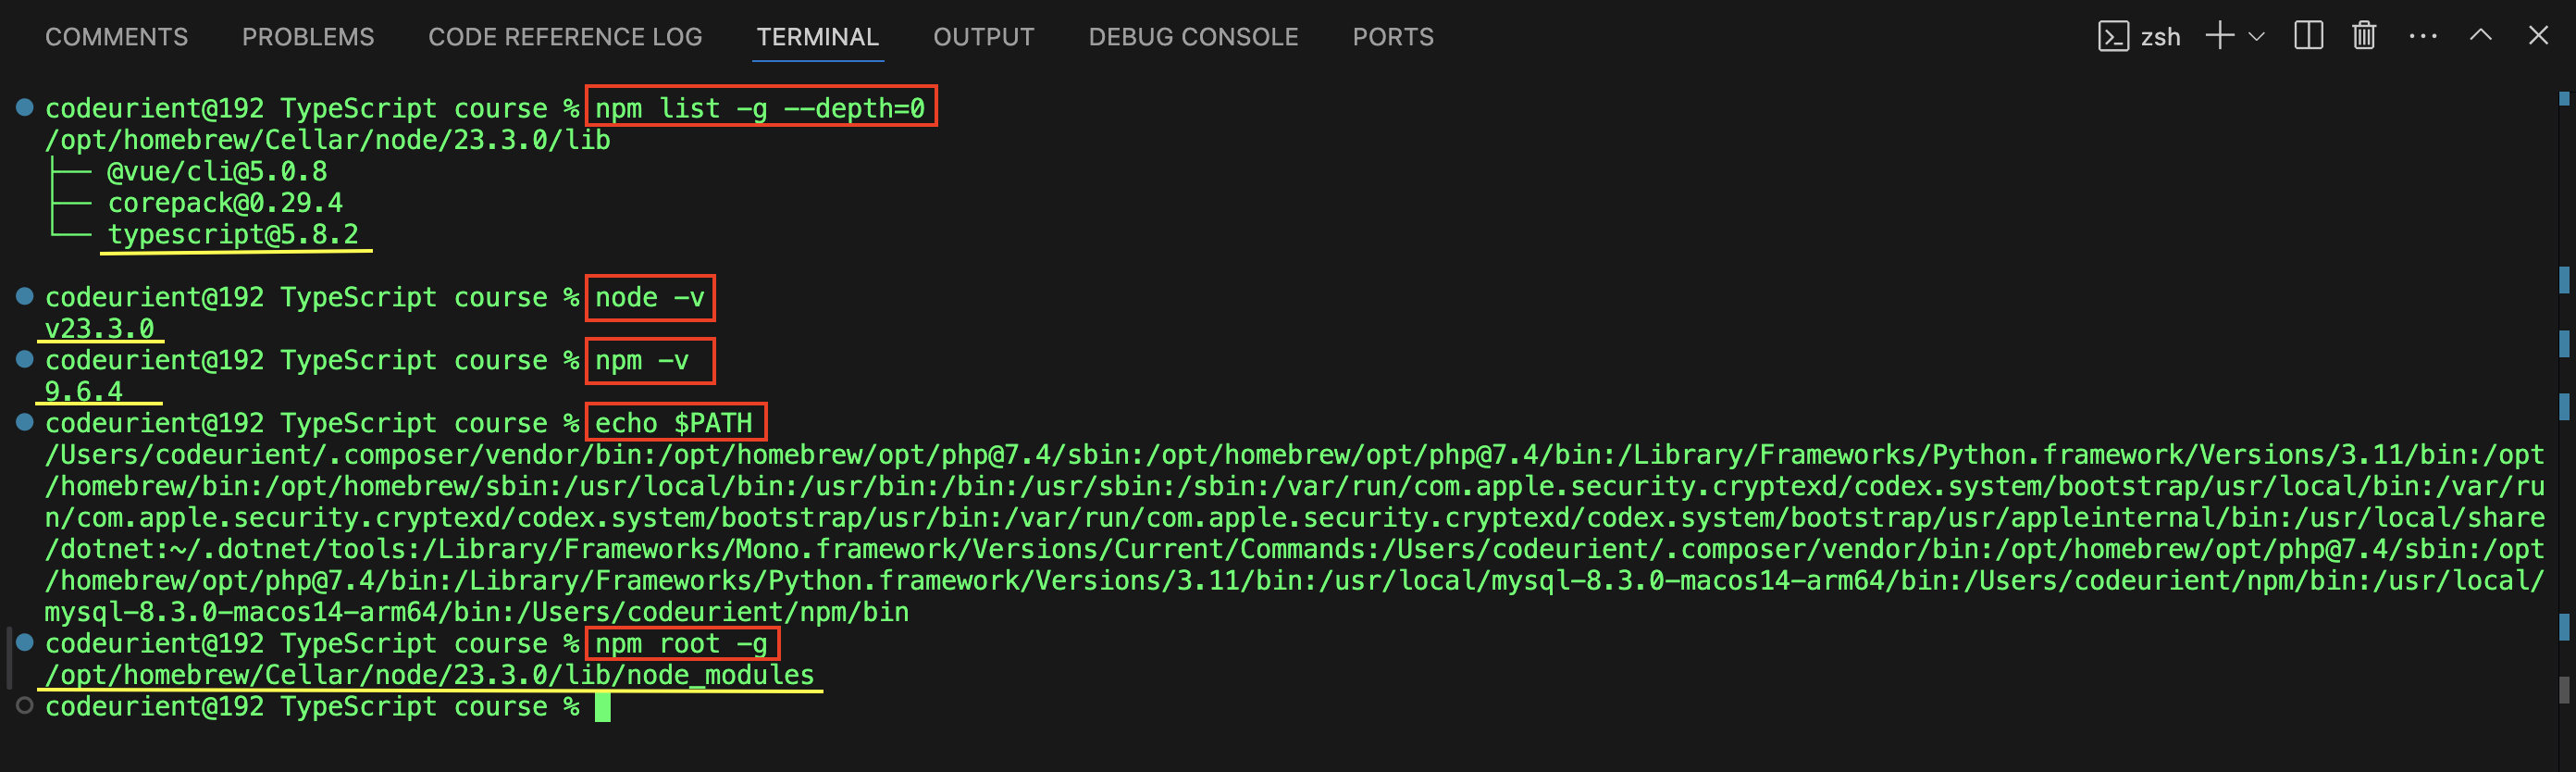 COMMENTS PROBLEMS CODE REFERENCE LOG TERMINAL OUTPUT DEBUG CONSOLE PORTS zsh
codeurient@192 TypeScript course % npm list -g --depth=0
/opt/homebrew/Cellar/node/23.3.0/lib
├── @vue/cli@5.0.8
├── corepack@0.29.4
└── typescript@5.8.2
codeurient@192 TypeScript course % node -v
v23.3.0
codeurient@192 TypeScript course % npm -v
9.6.4
codeurient@192 TypeScript course % echo $PATH
/Users/codeurient/.composer/vendor/bin:/opt/homebrew/opt/php@7.4/sbin:/opt/homebrew/opt/php@7.4/bin:/Library/Frameworks/Python.framework/Versions/3.11/bin:/opt
/homebrew/bin:/opt/homebrew/sbin:/usr/local/bin:/usr/bin:/bin:/usr/sbin:/sbin:/var/run/com.apple.security.cryptexd/codex.system/bootstrap/usr/local/bin:/var/ru
n/com.apple.security.cryptexd/codex.system/bootstrap/usr/bin:/var/run/com.apple.security.cryptexd/codex.system/bootstrap/usr/appleinternal/bin:/usr/local/share
/dotnet:~/.dotnet/tools:/Library/Frameworks/Mono.framework/Versions/Current/Commands:/Users/codeurient/.composer/vendor/bin:/opt/homebrew/opt/php@7.4/sbin:/opt
/homebrew/opt/php@7.4/bin:/Library/Frameworks/Python.framework/Versions/3.11/bin:/usr/local/mysql-8.3.0-macos14-arm64/bin:/Users/codeurient/npm/bin:/usr/local/
mysql-8.3.0-macos14-arm64/bin:/Users/codeurient/npm/bin
codeurient@192 TypeScript course % npm root -g
/opt/homebrew/Cellar/node/23.3.0/lib/node_modules
codeurient@192 TypeScript course %